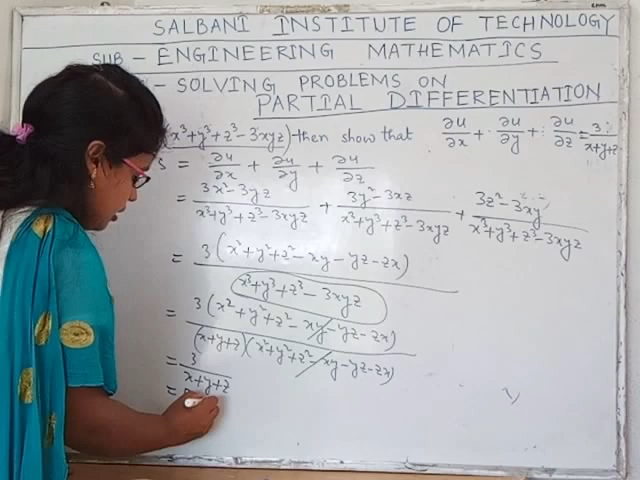 SALBANI INSTITUTE OF TECHNOLOGY
SUB - ENGINEERING MATHEMATICS
- SOLVING PROBLEMS ON
PARTIAL DIFFERENTIATION
(x³+y³+z³-3xyz) then show that ∂u/∂x + ∂u/∂y + ∂u/∂z = 3/(x+y+z)
S = ∂u/∂x + ∂u/∂y + ∂u/∂z
= (3x²-3yz)/(x³+y³+z³-3xyz) + (3y²-3xz)/(x³+y³+z³-3xyz) + (3z²-3xy)/(x³+y³+z³-3xyz)
= 3(x²+y²+z²-xy-yz-zx)/(x³+y³+z³-3xyz)
= 3(x²+y²+z²-xy-yz-zx)/((x+y+z)(x²+y²+z²-xy-yz-zx))
= 3/(x+y+z)
=